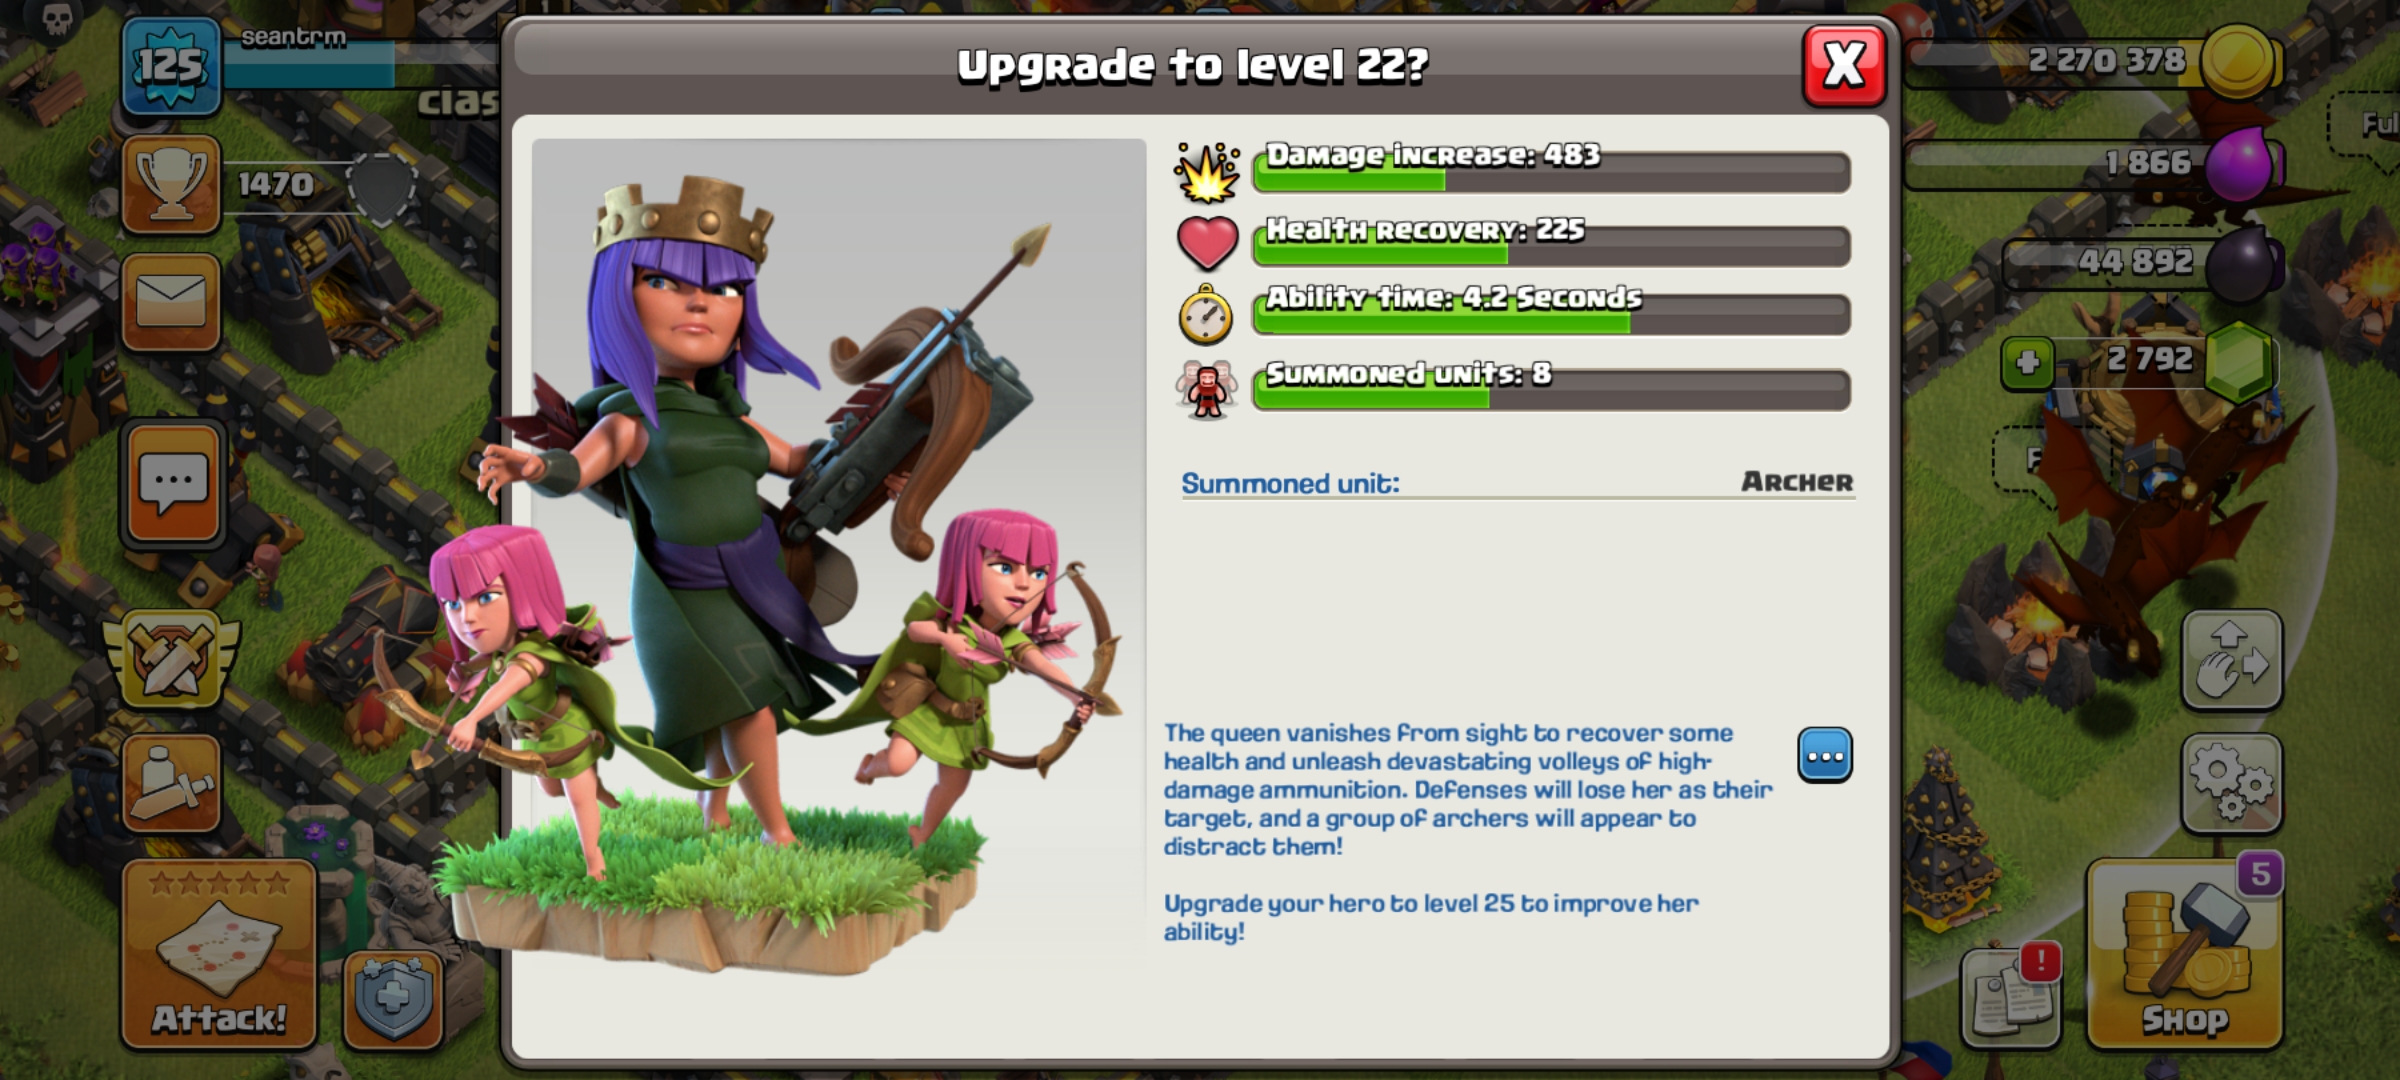 seantrm
Upgrade to level 22?
X
125
clas
2 270 378
1470
1 866
44 892
2 792
Damage increase: 483
Health recovery: 225
Ability time: 4.2 Seconds
Summoned units: 8
Summoned unit:
Archer
The queen vanishes from sight to recover some
health and unleash devastating volleys of high-
damage ammunition. Defenses will lose her as their
target, and a group of archers will appear to
distract them!
Upgrade your hero to level 25 to improve her
ability!
Attack!
5
!
Shop